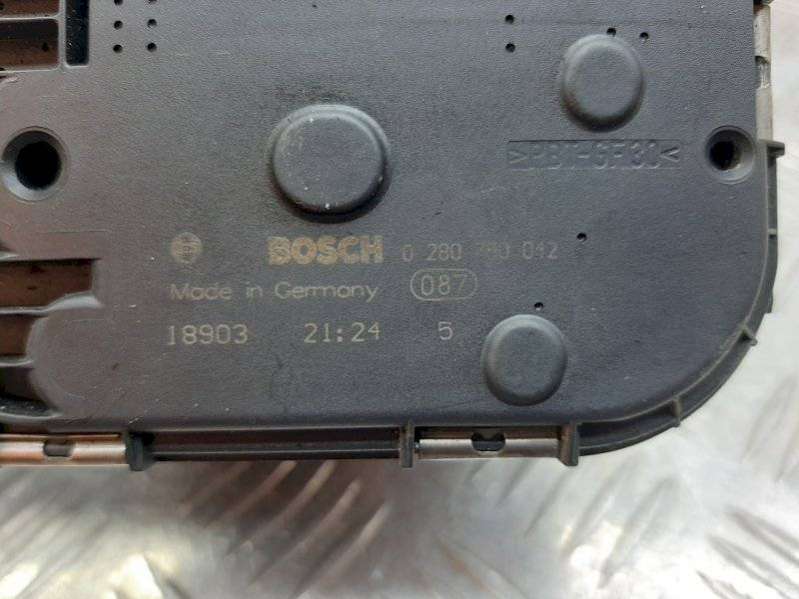 >PBT-GF30<
BOSCH 0 280 750 042
Made in Germany 087
18903 21:24 5